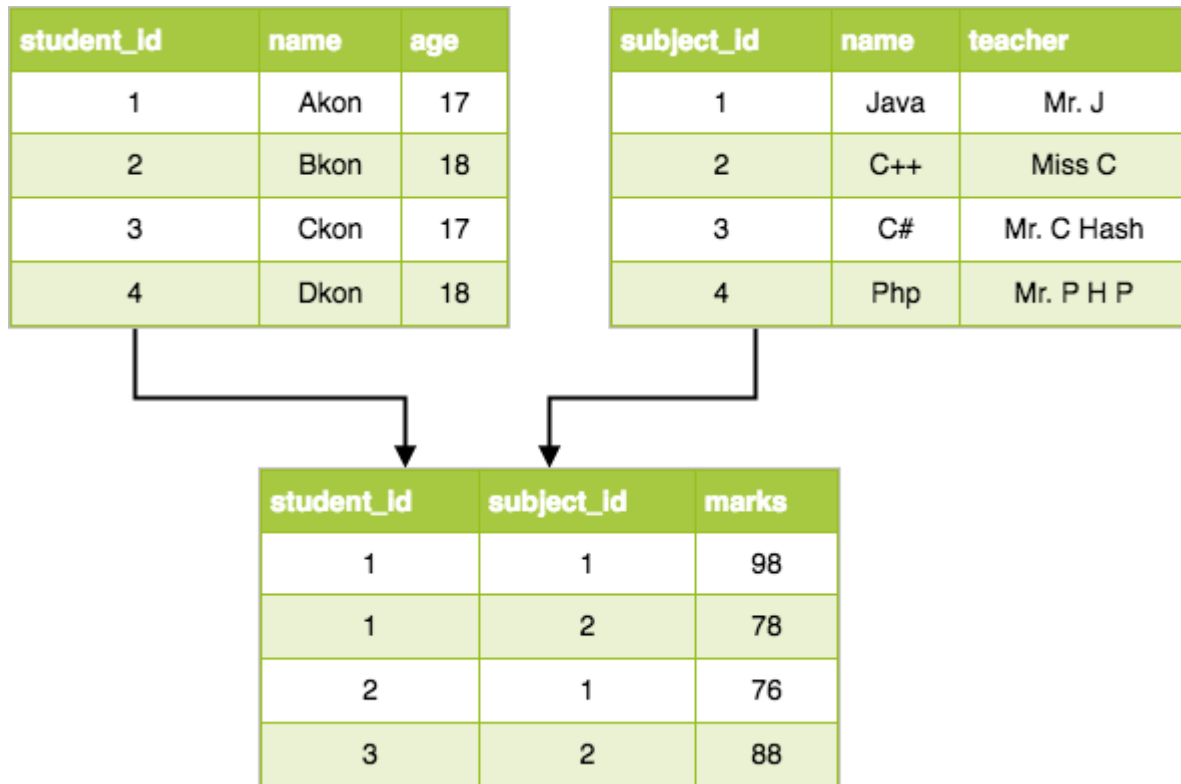 student_id name age
1 Akon 17
2 Bkon 18
3 Ckon 17
4 Dkon 18
subject_id name teacher
1 Java Mr. J
2 C++ Miss C
3 C# Mr. C Hash
4 Php Mr. P H P
student_id subject_id marks
1 1 98
1 2 78
2 1 76
3 2 88